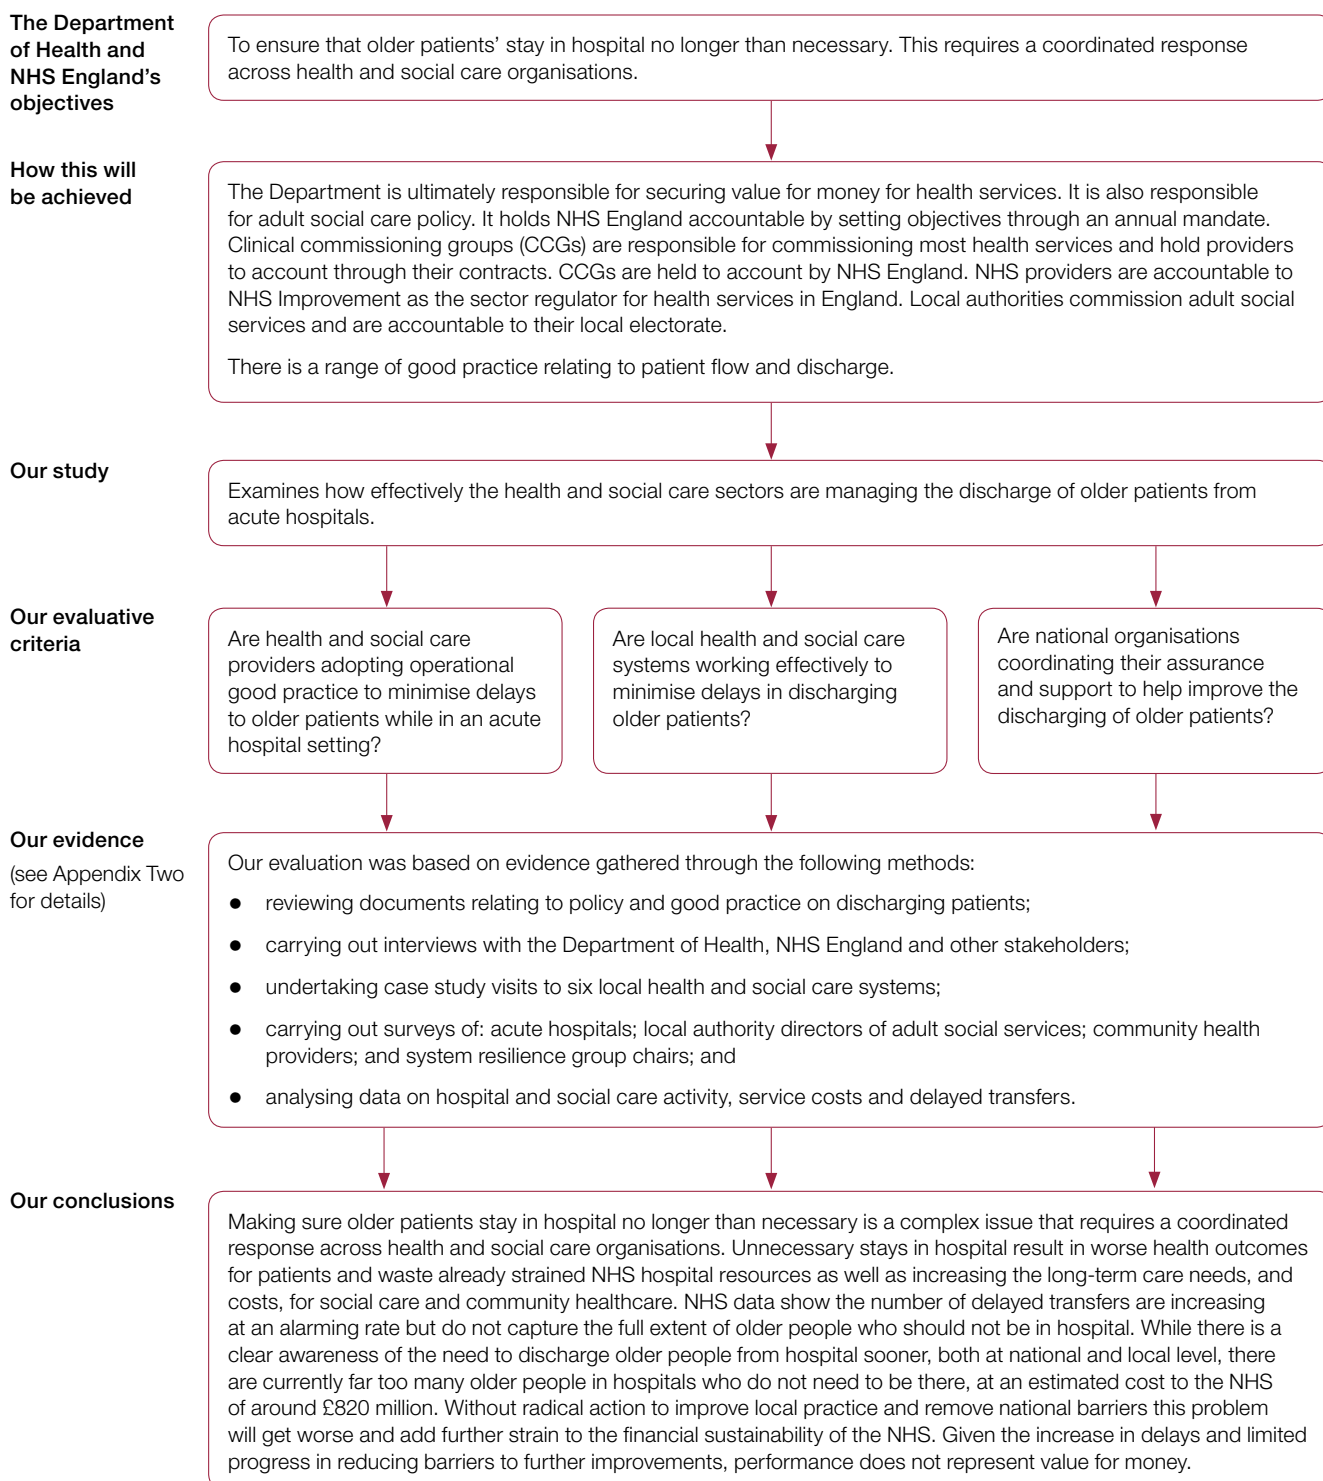 The Department
of Health and
NHS England's
objectives
To ensure that older patients' stay in hospital no longer than necessary. This requires a coordinated response
across health and social care organisations.
How this will
be achieved
The Department is ultimately responsible for securing value for money for health services. It is also responsible
for adult social care policy. It holds NHS England accountable by setting objectives through an annual mandate.
Clinical commissioning groups (CCGs) are responsible for commissioning most health services and hold providers
to account through their contracts. CCGs are held to account by NHS England. NHS providers are accountable to
NHS Improvement as the sector regulator for health services in England. Local authorities commission adult social
services and are accountable to their local electorate.
There is a range of good practice relating to patient flow and discharge.
Our study
Examines how effectively the health and social care sectors are managing the discharge of older patients from
acute hospitals.
Our evaluative
criteria
Are health and social care
providers adopting operational
good practice to minimise delays
to older patients while in an acute
hospital setting?
Are local health and social care
systems working effectively to
minimise delays in discharging
older patients?
Are national organisations
coordinating their assurance
and support to help improve the
discharging of older patients?
Our evidence
(see Appendix Two
for details)
Our evaluation was based on evidence gathered through the following methods:
● reviewing documents relating to policy and good practice on discharging patients;
● carrying out interviews with the Department of Health, NHS England and other stakeholders;
● undertaking case study visits to six local health and social care systems;
● carrying out surveys of: acute hospitals; local authority directors of adult social services; community health
providers; and system resilience group chairs; and
● analysing data on hospital and social care activity, service costs and delayed transfers.
Our conclusions
Making sure older patients stay in hospital no longer than necessary is a complex issue that requires a coordinated
response across health and social care organisations. Unnecessary stays in hospital result in worse health outcomes
for patients and waste already strained NHS hospital resources as well as increasing the long-term care needs, and
costs, for social care and community healthcare. NHS data show the number of delayed transfers are increasing
at an alarming rate but do not capture the full extent of older people who should not be in hospital. While there is a
clear awareness of the need to discharge older people from hospital sooner, both at national and local level, there
are currently far too many older people in hospitals who do not need to be there, at an estimated cost to the NHS
of around £820 million. Without radical action to improve local practice and remove national barriers this problem
will get worse and add further strain to the financial sustainability of the NHS. Given the increase in delays and limited
progress in reducing barriers to further improvements, performance does not represent value for money.